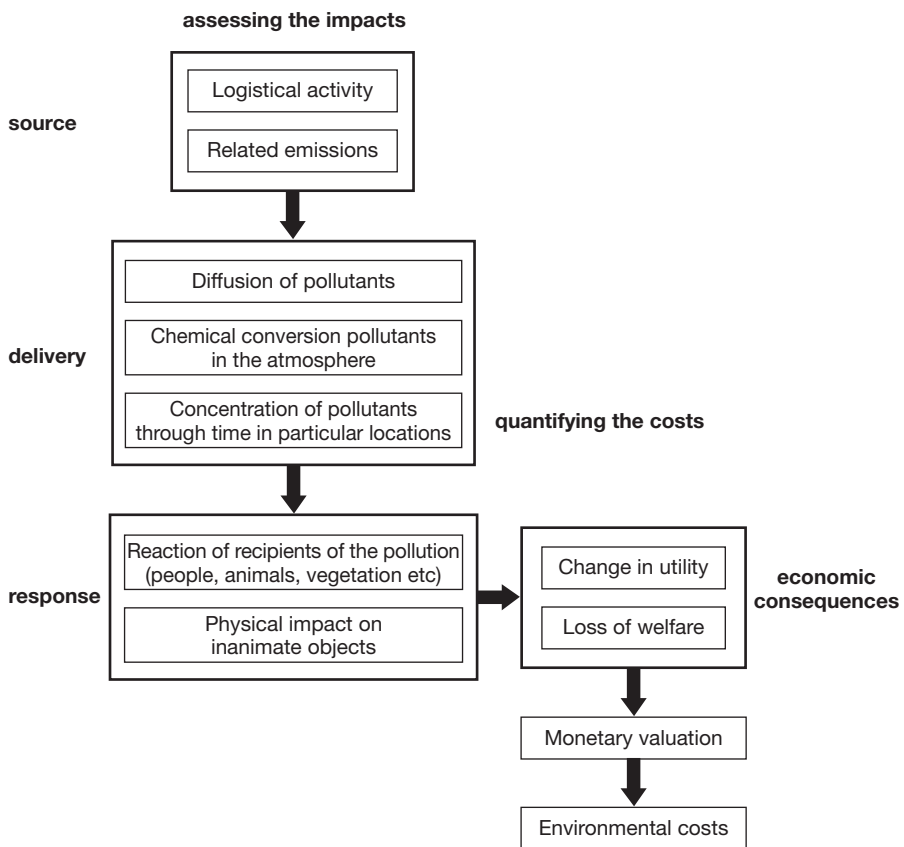 assessing the impacts
source
Logistical activity
Related emissions
delivery
Diffusion of pollutants
Chemical conversion pollutants
in the atmosphere
Concentration of pollutants
through time in particular locations
quantifying the costs
response
Reaction of recipients of the pollution
(people, animals, vegetation etc)
Physical impact on
inanimate objects
Change in utility
Loss of welfare
economic
consequences
Monetary valuation
Environmental costs